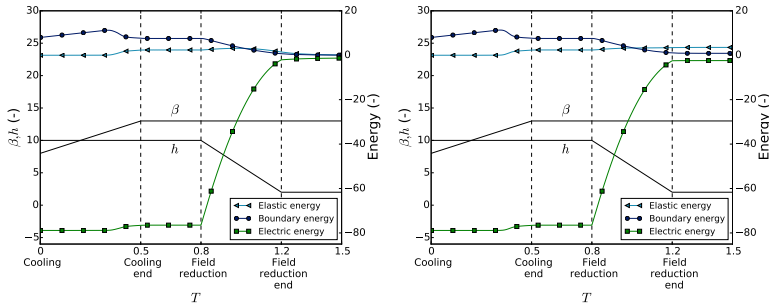 30
25
20
15
10
5
0
−5
β,h (-)
20
0
−20
−40
−60
−80
Energy (-)
β
h
Elastic energy
Boundary energy
Electric energy
0 0.5 0.8 1.2 1.5
Cooling Cooling end Field reduction Field reduction end
T
30
25
20
15
10
5
0
−5
β,h (-)
20
0
−20
−40
−60
−80
Energy (-)
β
h
Elastic energy
Boundary energy
Electric energy
0 0.5 0.8 1.2 1.5
Cooling Cooling end Field reduction Field reduction end
T